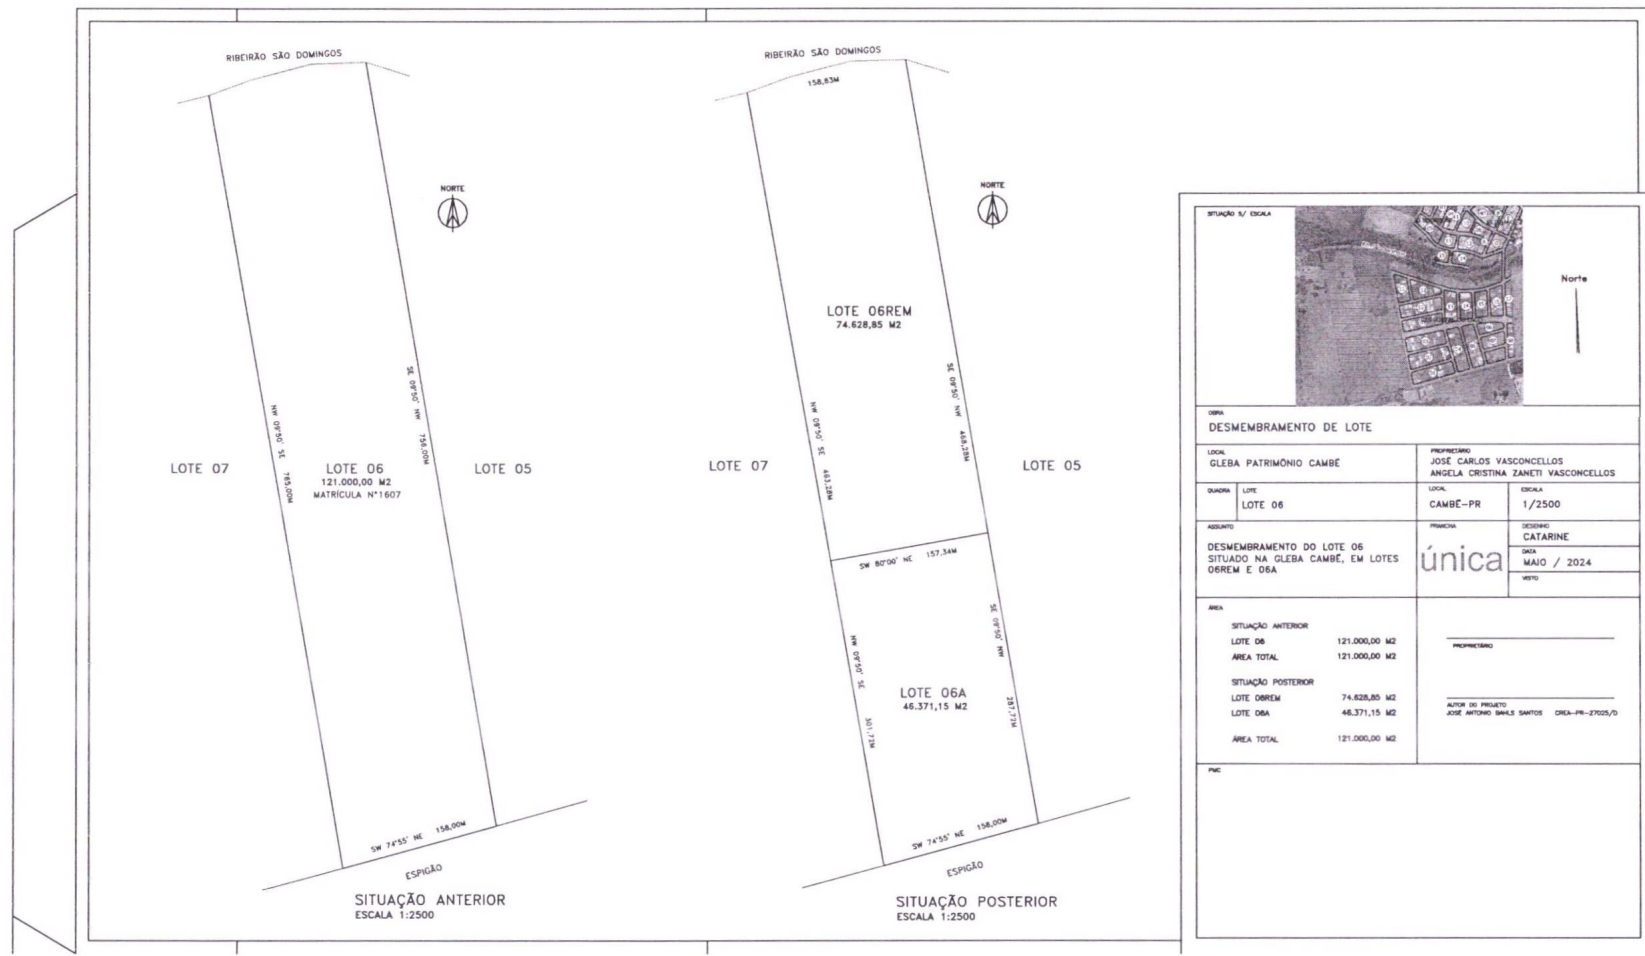 RIBEIRÃO SÃO DOMINGOS
NORTE
NW 09°50' SE 765,00M
SE 09°50' NW 756,00M
LOTE 07
LOTE 06
121.000,00 M2
MATRÍCULA N°1607
LOTE 05
SW 74°55' NE 158,00M
ESPIGÃO
SITUAÇÃO ANTERIOR
ESCALA 1:2500
RIBEIRÃO SÃO DOMINGOS
158,83M
NORTE
LOTE 06REM
74.628,85 M2
SE 09°50' NW 468,28M
NW 09°50' SE 463,28M
LOTE 07
LOTE 05
SW 80°00' NE 157,34M
NW 09°50' SE 301,72M
SE 09°50' NW 287,72M
LOTE 06A
46.371,15 M2
SW 74°55' NE 158,00M
ESPIGÃO
SITUAÇÃO POSTERIOR
ESCALA 1:2500
SITUAÇÃO S/ ESCALA
Norte
OBRA
DESMEMBRAMENTO DE LOTE
LOCAL
GLEBA PATRIMÔNIO CAMBÉ
PROPRIETÁRIO
JOSÉ CARLOS VASCONCELLOS
ANGELA CRISTINA ZANETI VASCONCELLOS
QUADRA
LOTE
LOTE 06
LOCAL
CAMBÉ-PR
ESCALA
1/2500
ASSUNTO
DESMEMBRAMENTO DO LOTE 06
SITUADO NA GLEBA CAMBÉ, EM LOTES
06REM E 06A
PRANCHA
única
DESENHO
CATARINE
DATA
MAIO / 2024
VISTO
ÁREA
SITUAÇÃO ANTERIOR
LOTE 06 121.000,00 M2
ÁREA TOTAL 121.000,00 M2
SITUAÇÃO POSTERIOR
LOTE 06REM 74.628,85 M2
LOTE 06A 46.371,15 M2
ÁREA TOTAL 121.000,00 M2
PROPRIETÁRIO
AUTOR DO PROJETO
JOSÉ ANTONIO BAHLS SANTOS CREA-PR-27025/D
PMC